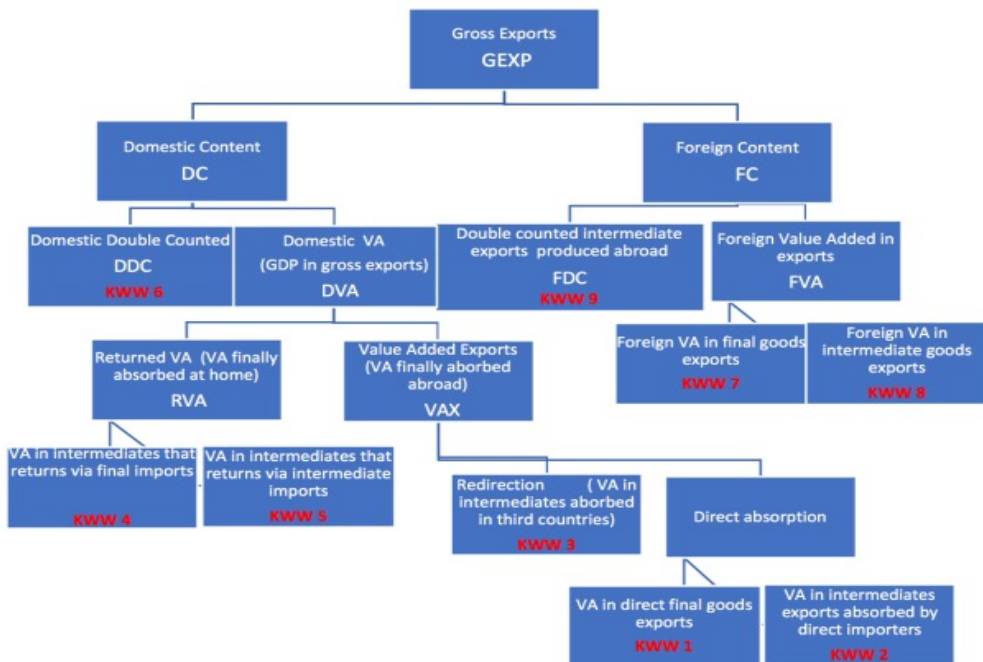 Gross Exports
GEXP
Domestic Content
DC
Foreign Content
FC
Domestic Double Counted
DDC
KWW 6
Domestic VA
(GDP in gross exports)
DVA
Double counted intermediate
exports produced abroad
FDC
KWW 9
Foreign Value Added in
exports
FVA
Returned VA (VA finally
absorbed at home)
RVA
Value Added Exports
(VA finally aborbed
abroad)
VAX
Foreign VA in final goods
exports
KWW 7
Foreign VA in
intermediate goods
exports
KWW 8
VA in intermediates that
returns via final imports
KWW 4
VA in intermediates that
returns via intermediate
imports
KWW 5
Redirection ( VA in
intermediates aborbed
in third countries)
KWW 3
Direct absorption
VA in direct final goods
exports
KWW 1
VA in intermediates
exports absorbed by
direct importers
KWW 2